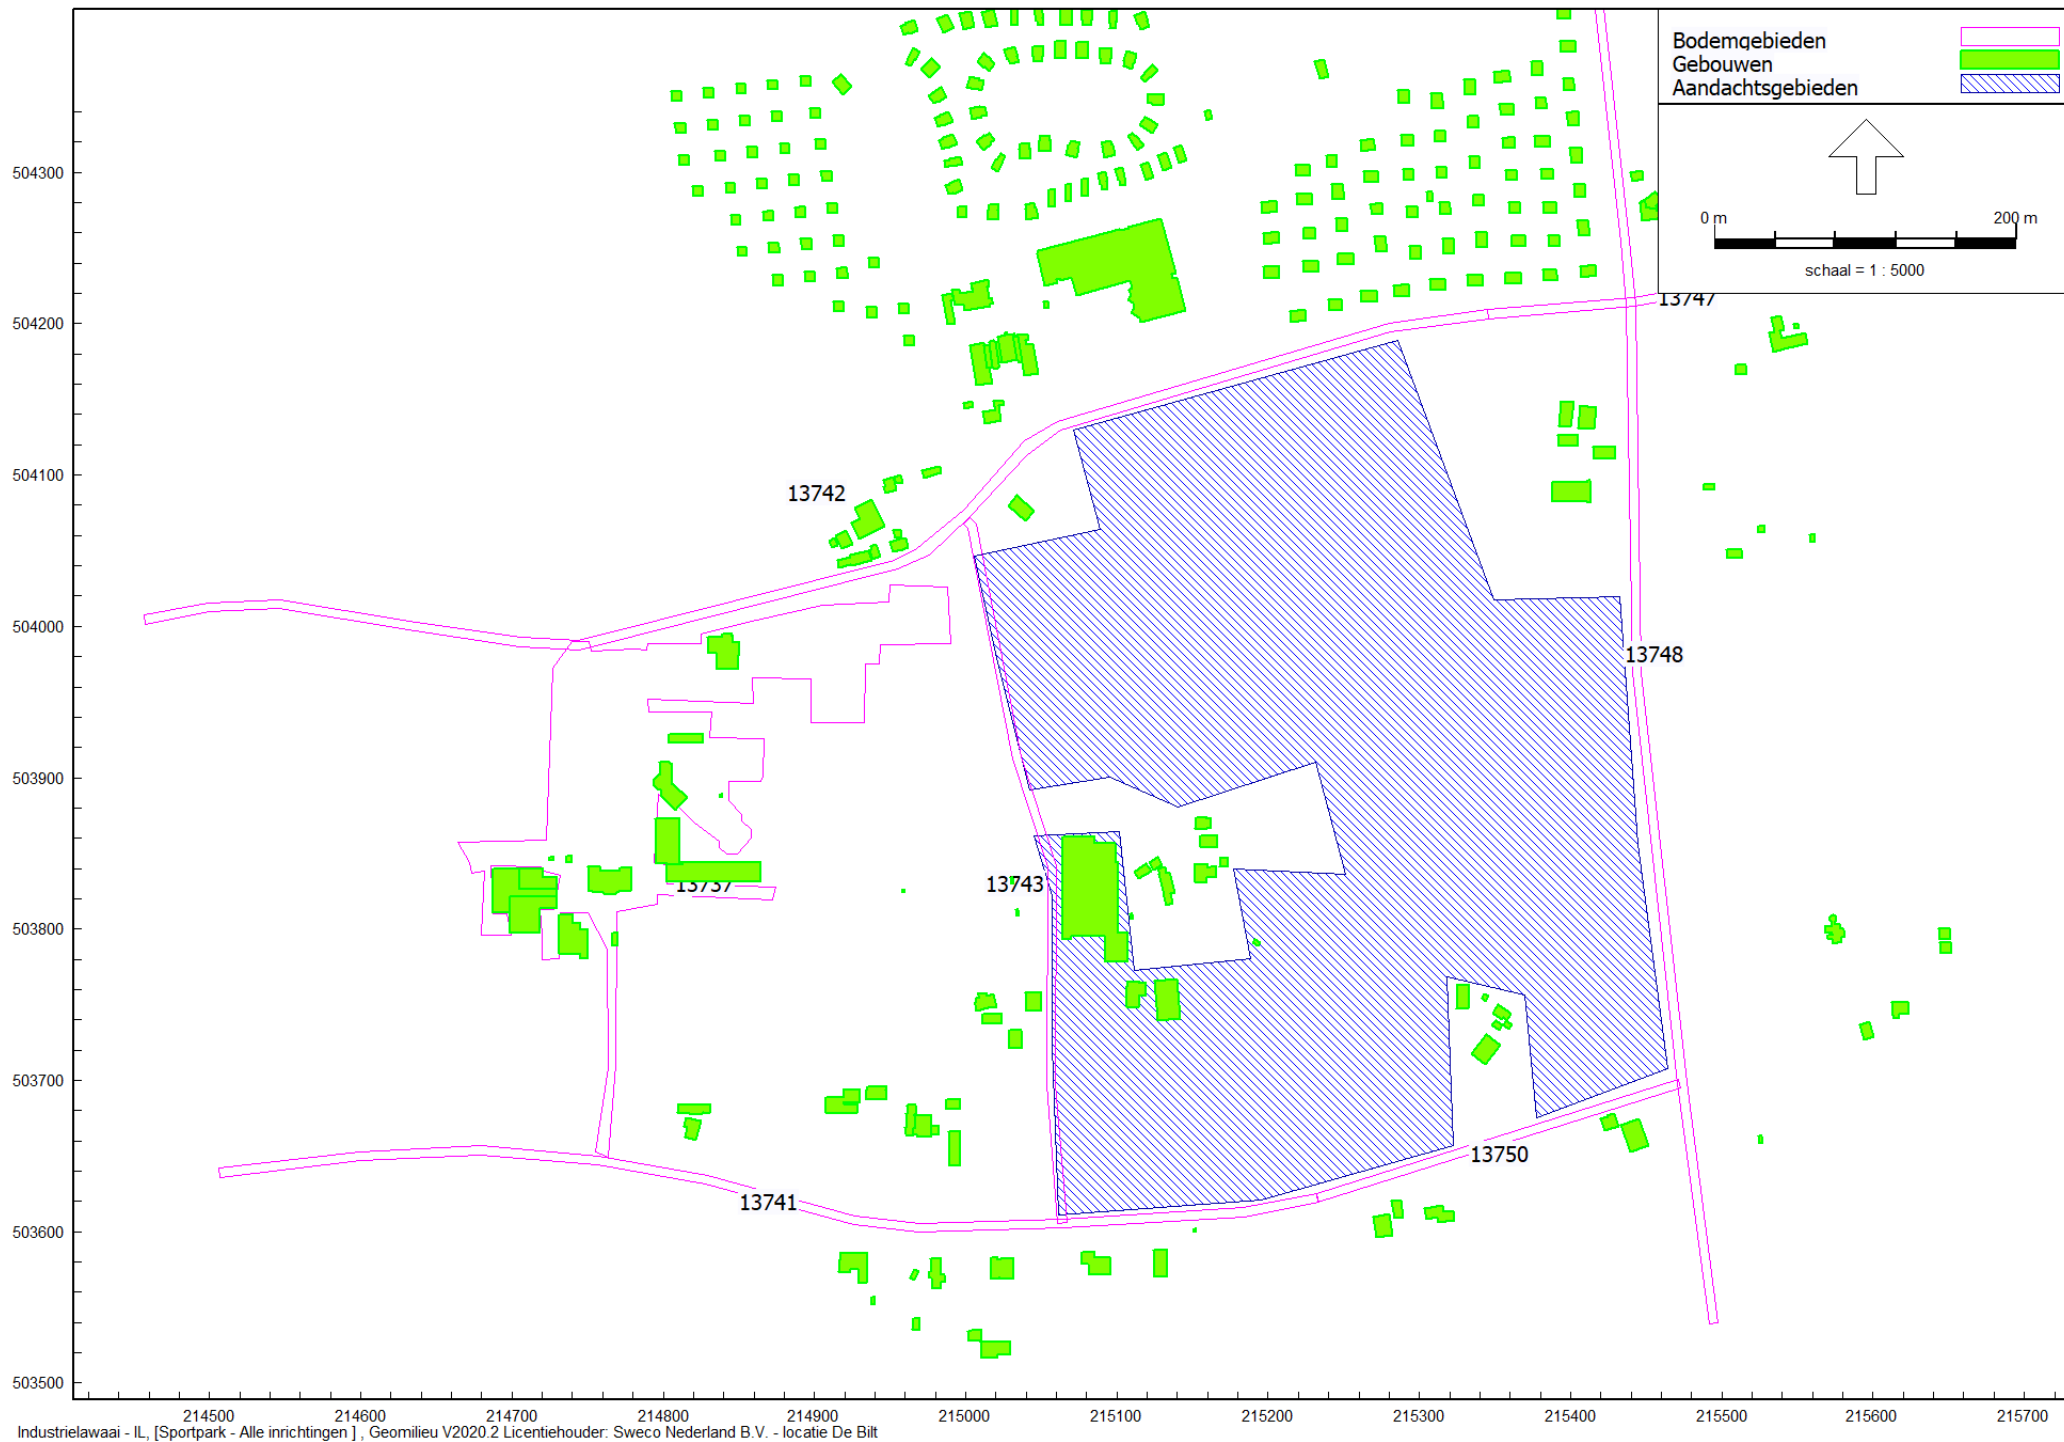 Bodemgebieden
Gebouwen
Aandachtsgebieden
0 m 200 m
schaal = 1 : 5000
504300
504200
504100
504000
503900
503800
503700
503600
503500
13747
13742
13748
13737
13743
13750
13741
214500 214600 214700 214800 214900 215000 215100 215200 215300 215400 215500 215600 215700
Industrielawaai - IL, [Sportpark - Alle inrichtingen ] , Geomilieu V2020.2 Licentiehouder: Sweco Nederland B.V. - locatie De Bilt